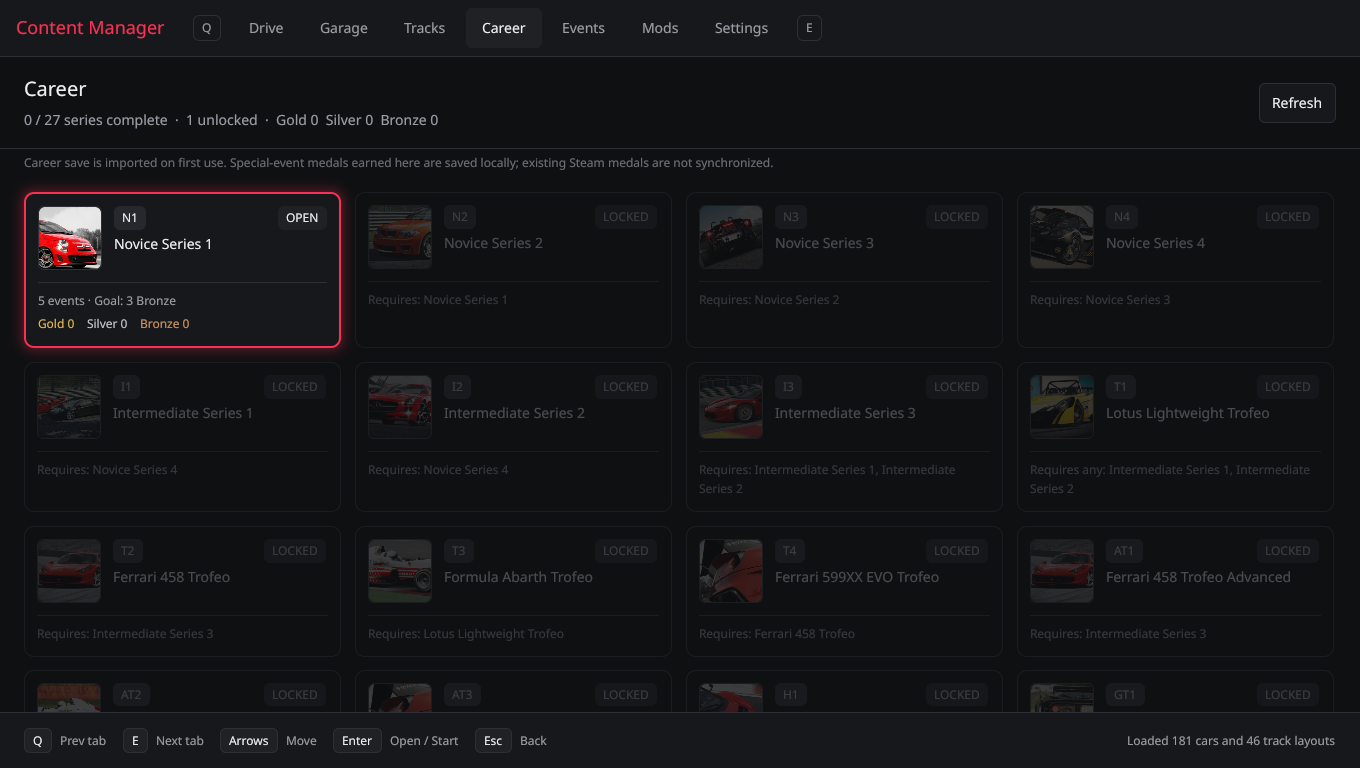 Content Manager Q Drive Garage Tracks Career Events Mods Settings E
Career
0 / 27 series complete · 1 unlocked · Gold 0 Silver 0 Bronze 0
Refresh
Career save is imported on first use. Special-event medals earned here are saved locally; existing Steam medals are not synchronized.
N1 OPEN
Novice Series 1
5 events · Goal: 3 Bronze
Gold 0 Silver 0 Bronze 0
N2 LOCKED
Novice Series 2
Requires: Novice Series 1
N3 LOCKED
Novice Series 3
Requires: Novice Series 2
N4 LOCKED
Novice Series 4
Requires: Novice Series 3
I1 LOCKED
Intermediate Series 1
Requires: Novice Series 4
I2 LOCKED
Intermediate Series 2
Requires: Novice Series 4
I3 LOCKED
Intermediate Series 3
Requires: Intermediate Series 1, Intermediate
Series 2
T1 LOCKED
Lotus Lightweight Trofeo
Requires any: Intermediate Series 1, Intermediate
Series 2
T2 LOCKED
Ferrari 458 Trofeo
Requires: Intermediate Series 3
T3 LOCKED
Formula Abarth Trofeo
Requires: Lotus Lightweight Trofeo
T4 LOCKED
Ferrari 599XX EVO Trofeo
Requires: Ferrari 458 Trofeo
AT1 LOCKED
Ferrari 458 Trofeo Advanced
Requires: Intermediate Series 3
AT2 LOCKED
AT3 LOCKED
H1 LOCKED
GT1 LOCKED
Q Prev tab E Next tab Arrows Move Enter Open / Start Esc Back
Loaded 181 cars and 46 track layouts